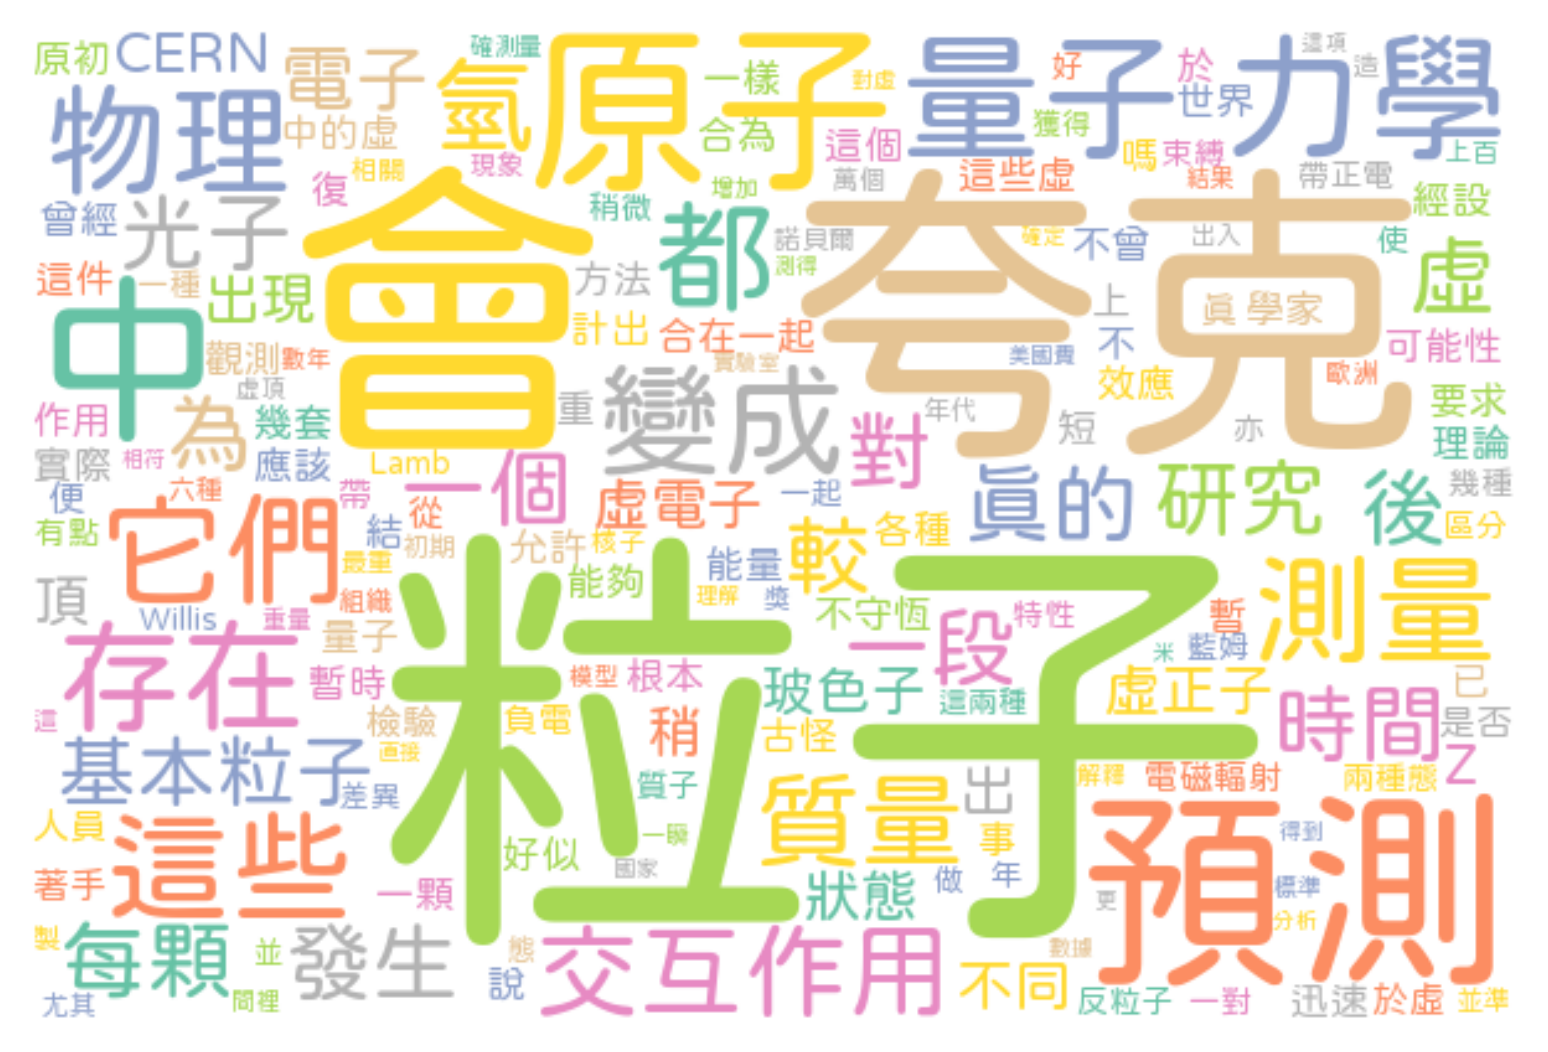 原初 CERN 電子 確測量 原子 一樣 對虛 量子力學 好 於 這項 造
物理 中的虛 氫 合為 這個 獲得 世界 嗎 束縛 上百
復 相關 現象 增加 萬個 這些虛 結果 帶正電
曾經 光子 會 稍微 都 諾貝爾 夸克 確定 不曾 出入 使 經設 虛
這件 一種 出現 方法 測得 上 眞 學家
中 觀測 數年 計出 合在一起 實驗室 美國費 不 歐洲 可能性
虛項 變成 年代 效應
作用 為 幾套 重 對 短 亦 要求
實際 相符 應該 Lamb 理論
便 六種 帶 一個 虛電子 一起 眞的 研究 後 幾種
有點 它們 從 結 初期 允許 核子 較 各種 區分
最重 能夠 能量 測量
頂 Willis 重量 組織 粒子 理解 獎 不守恆 一段 特性 暫
存在 量子 米 藍姆
暫時 模型 根本 玻色子 這兩種 虛正子 時間 已
這 檢驗 負電 稍 古怪 是否
基本粒子 直接 質子 解釋 電磁輻射 兩種態 Z
差異 質量 出 預測
人員 這些 好似 一瞬 事 得到
著手 一顆 國家 狀態 做 年 更 標準
製 每顆 並 發生 態 交互作用 數據 分析
尤其 間裡 說 不同 反粒子 一對 迅速 於虛 並準